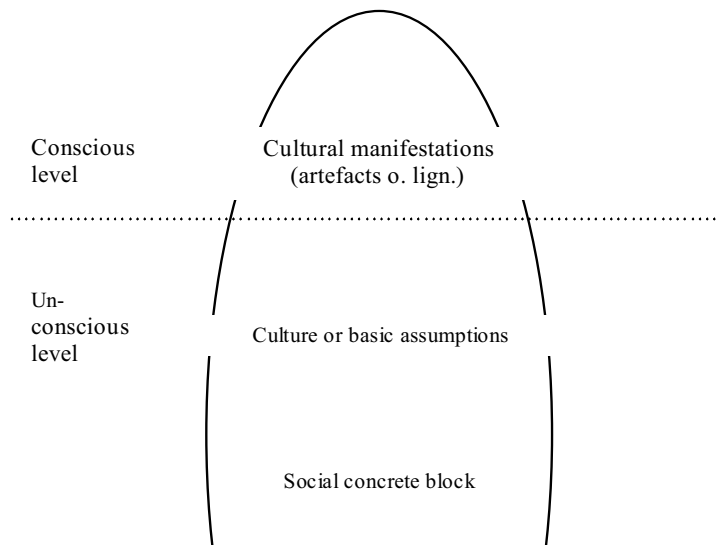 Conscious
level
Cultural manifestations
(artefacts o. lign.)
Un-
conscious
level
Culture or basic assumptions
Social concrete block